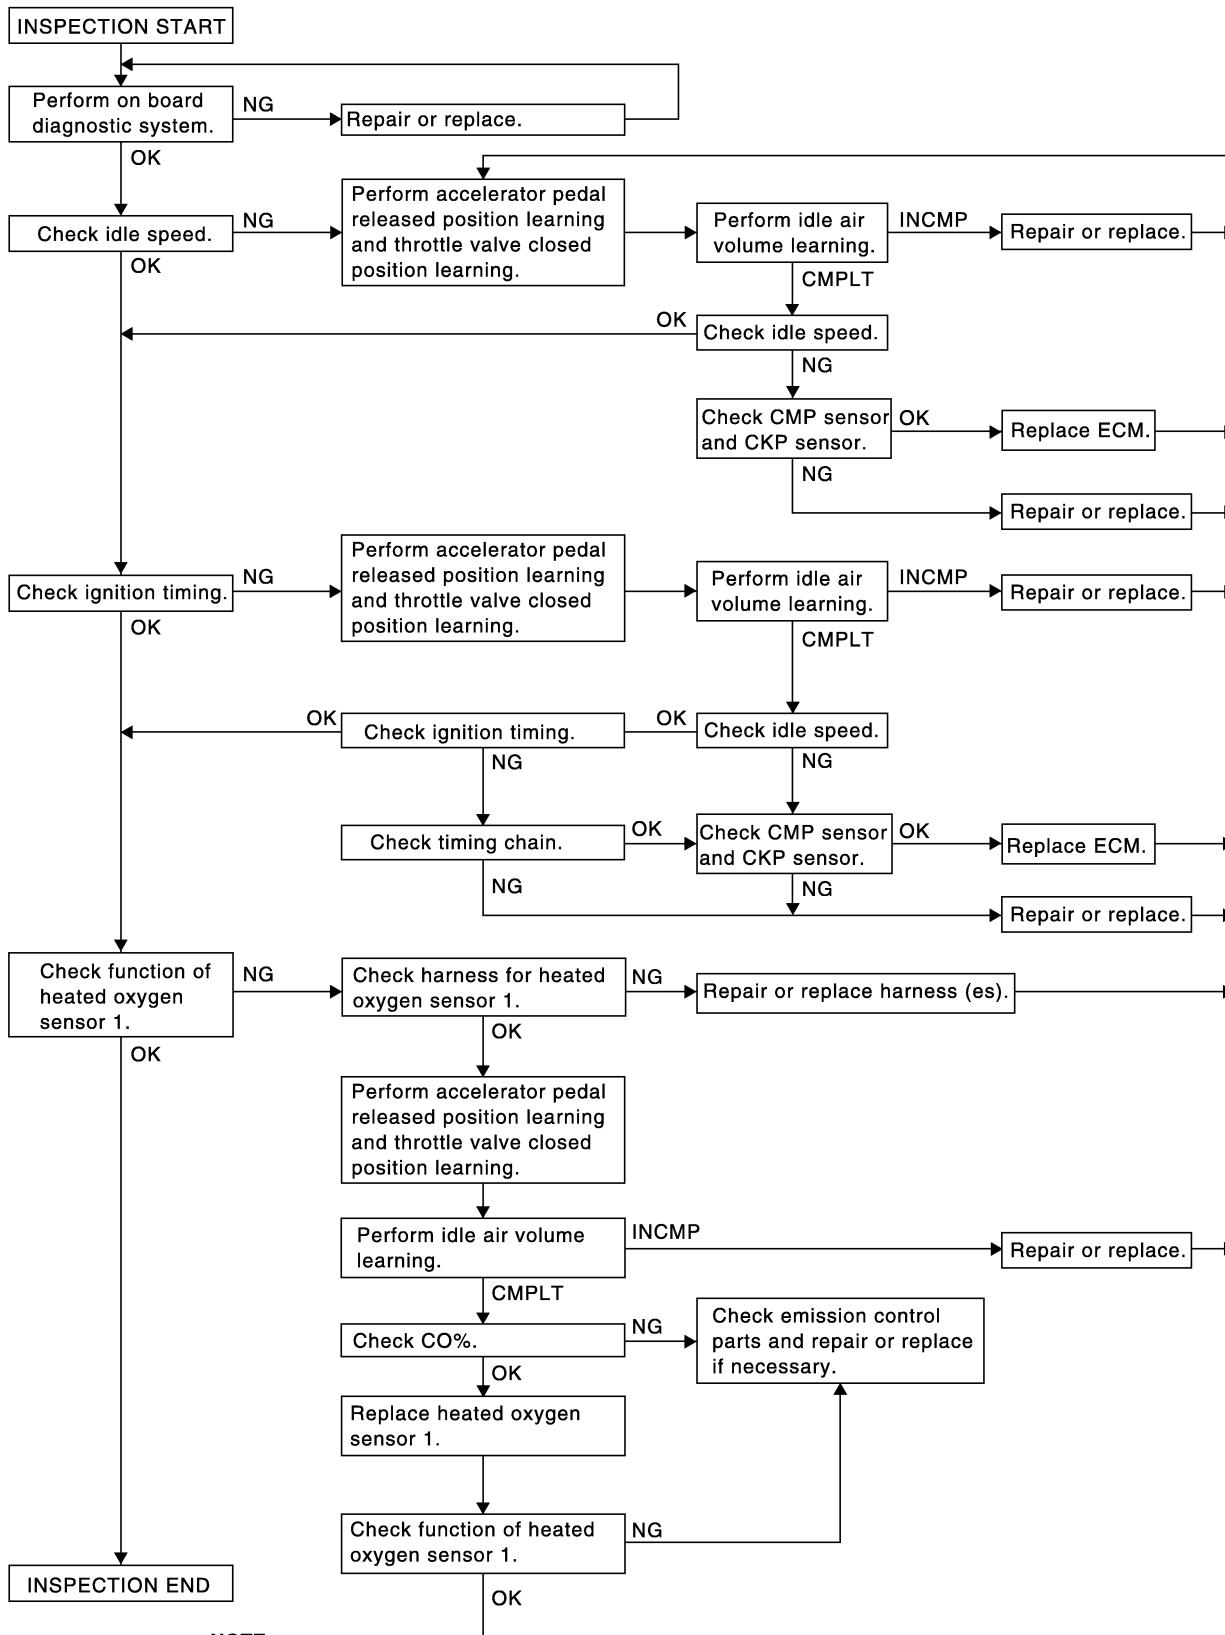 INSPECTION START
Perform on board
diagnostic system.
NG
Repair or replace.
OK
Check idle speed.
NG
Perform accelerator pedal
released position learning
and throttle valve closed
position learning.
Perform idle air
volume learning.
INCMP
Repair or replace.
OK
CMPLT
OK
Check idle speed.
NG
Check CMP sensor
and CKP sensor.
OK
Replace ECM.
NG
Repair or replace.
Check ignition timing.
NG
Perform accelerator pedal
released position learning
and throttle valve closed
position learning.
Perform idle air
volume learning.
INCMP
Repair or replace.
OK
CMPLT
OK
Check ignition timing.
OK
Check idle speed.
NG
NG
Check timing chain.
OK
Check CMP sensor
and CKP sensor.
OK
Replace ECM.
NG
NG
Repair or replace.
Check function of
heated oxygen
sensor 1.
NG
Check harness for heated
oxygen sensor 1.
NG
Repair or replace harness (es).
OK
OK
Perform accelerator pedal
released position learning
and throttle valve closed
position learning.
Perform idle air volume
learning.
INCMP
Repair or replace.
CMPLT
Check CO%.
NG
Check emission control
parts and repair or replace
if necessary.
OK
Replace heated oxygen
sensor 1.
Check function of heated
oxygen sensor 1.
NG
INSPECTION END
OK